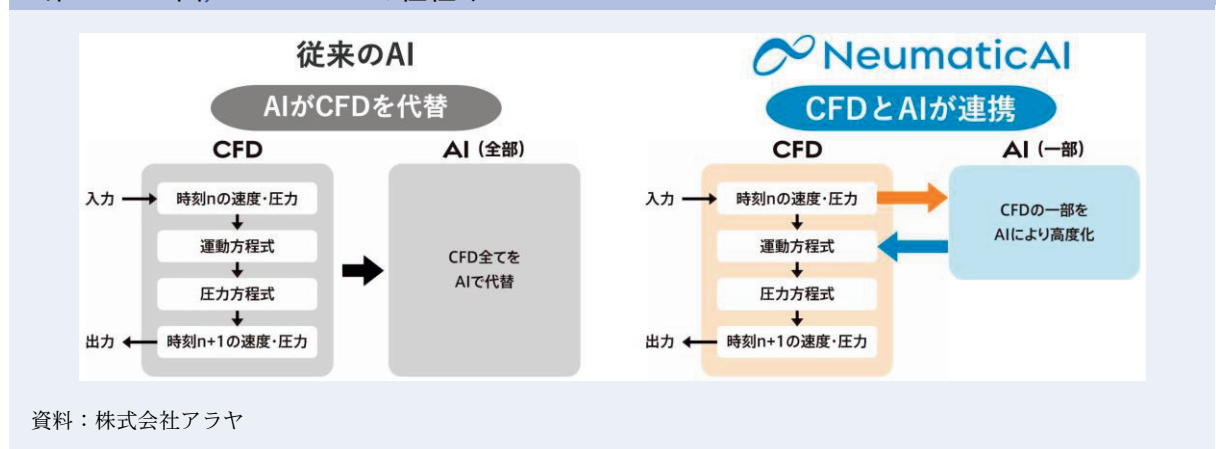 従来のAI
AIがCFDを代替
CFD
AI（全部）
入力
時刻nの速度・圧力
運動方程式
圧力方程式
出力
時刻n+1の速度・圧力
CFD全てを
AIで代替
NeumaticAI
CFDとAIが連携
CFD
AI（一部）
入力
時刻nの速度・圧力
運動方程式
圧力方程式
出力
時刻n+1の速度・圧力
CFDの一部を
AIにより高度化
資料：株式会社アラヤ